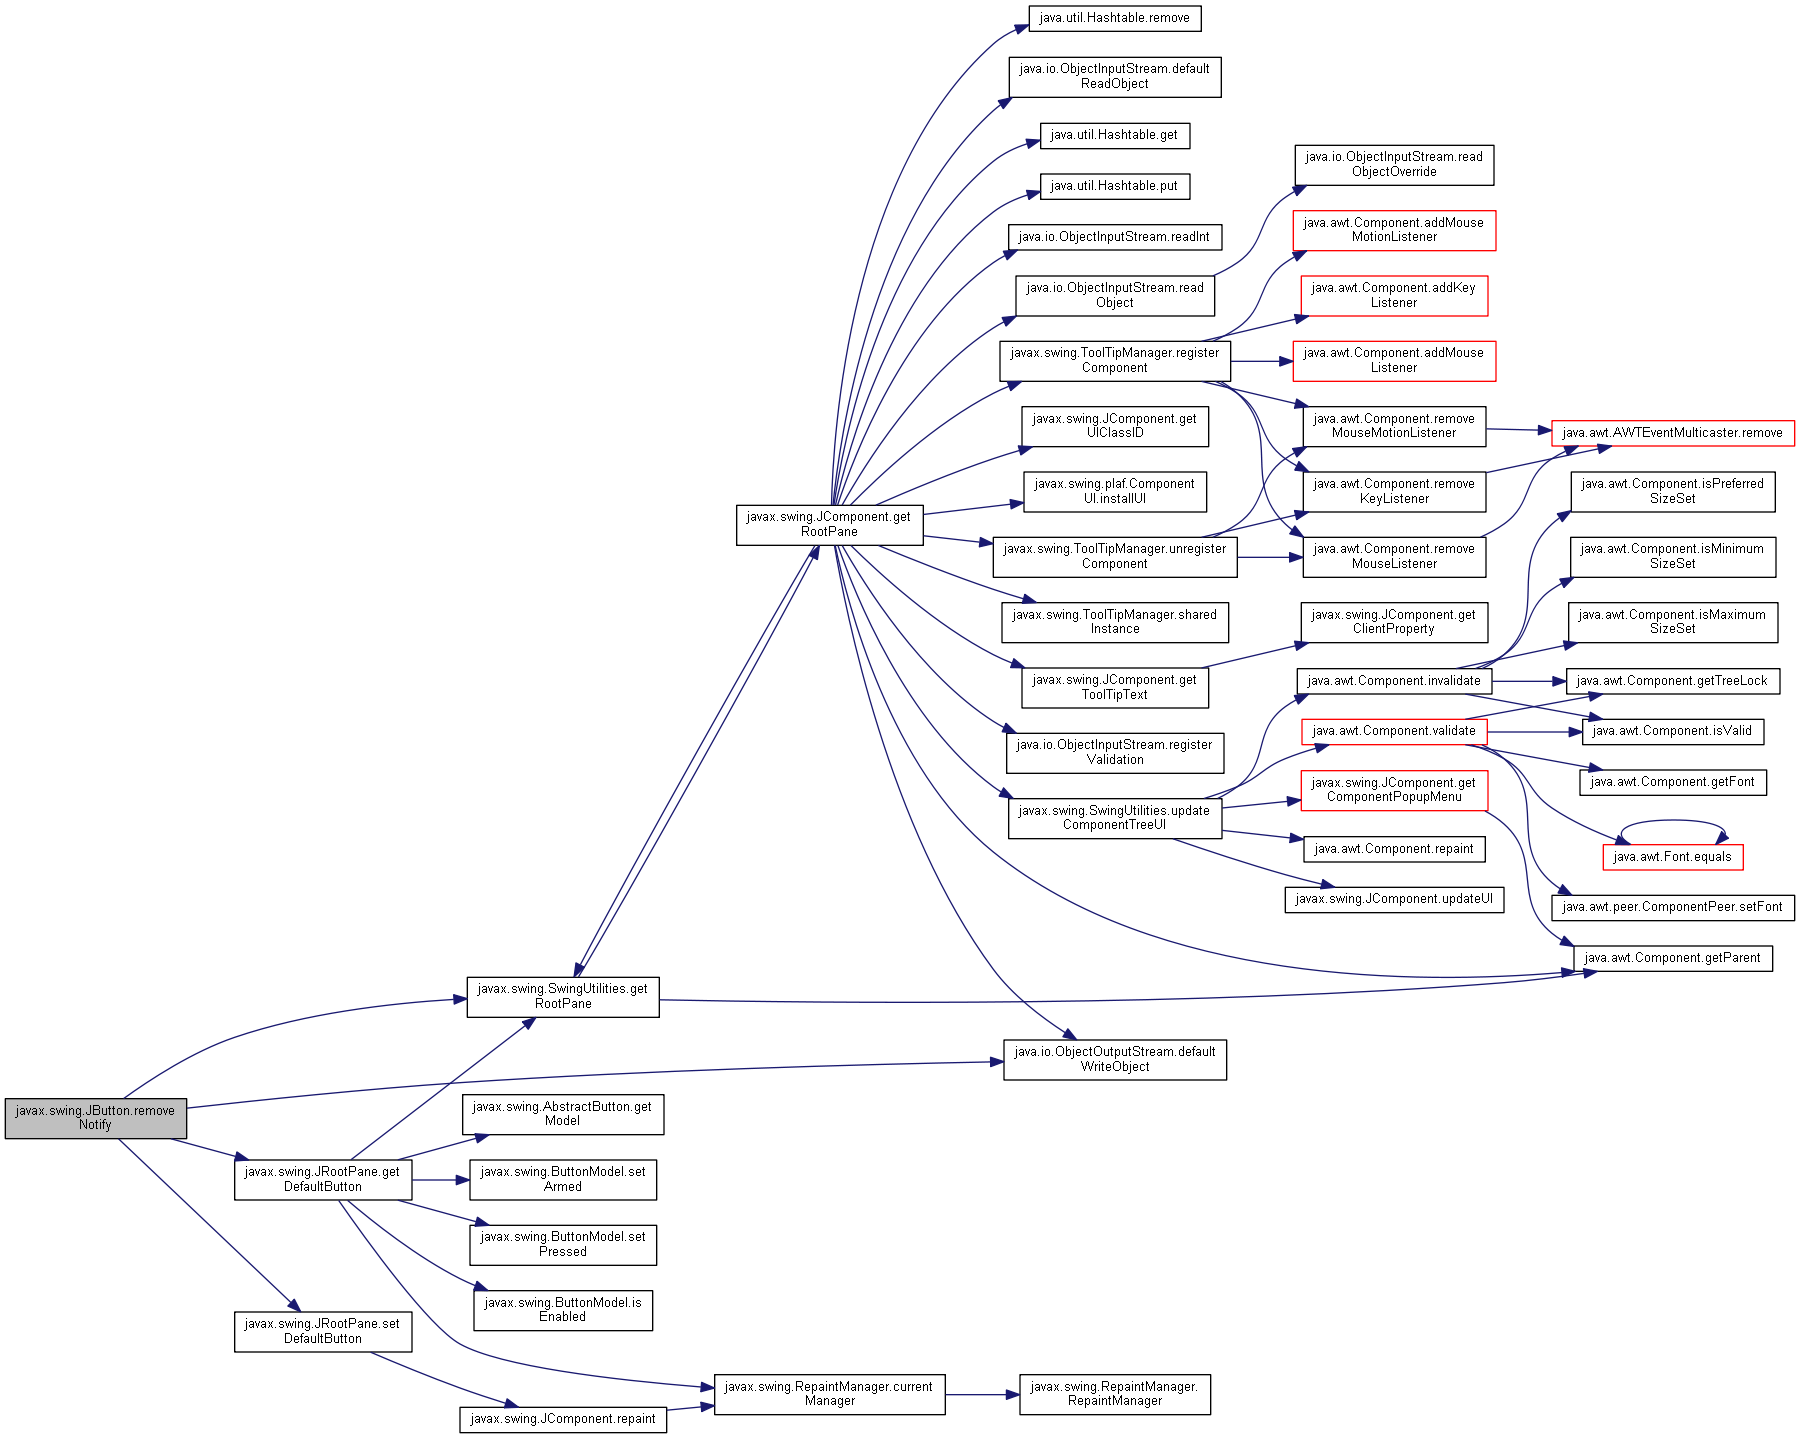 java.util.Hashtable.remove
java.io.ObjectInputStream.default
ReadObject
java.util.Hashtable.get
java.util.Hashtable.put
java.io.ObjectInputStream.readInt
java.io.ObjectInputStream.read
Object
java.io.ObjectInputStream.read
ObjectOverride
java.awt.Component.addMouse
MotionListener
java.awt.Component.addKey
Listener
javax.swing.ToolTipManager.register
Component
java.awt.Component.addMouse
Listener
javax.swing.JComponent.get
UIClassID
java.awt.Component.remove
MouseMotionListener
java.awt.AWTEventMulticaster.remove
javax.swing.plaf.Component
UI.installUI
java.awt.Component.remove
KeyListener
java.awt.Component.isPreferred
SizeSet
javax.swing.JComponent.get
RootPane
javax.swing.ToolTipManager.unregister
Component
java.awt.Component.remove
MouseListener
java.awt.Component.isMinimum
SizeSet
javax.swing.ToolTipManager.shared
Instance
javax.swing.JComponent.get
ClientProperty
java.awt.Component.isMaximum
SizeSet
javax.swing.JComponent.get
ToolTipText
java.awt.Component.invalidate
java.awt.Component.getTreeLock
java.io.ObjectInputStream.register
Validation
java.awt.Component.validate
java.awt.Component.isValid
java.awt.Component.getFont
javax.swing.SwingUtilities.update
ComponentTreeUI
javax.swing.JComponent.get
ComponentPopupMenu
java.awt.Component.repaint
java.awt.Font.equals
javax.swing.JComponent.updateUI
java.awt.peer.ComponentPeer.setFont
java.awt.Component.getParent
javax.swing.SwingUtilities.get
RootPane
java.io.ObjectOutputStream.default
WriteObject
javax.swing.JButton.remove
Notify
javax.swing.AbstractButton.get
Model
javax.swing.JRootPane.get
DefaultButton
javax.swing.ButtonModel.set
Armed
javax.swing.ButtonModel.set
Pressed
javax.swing.ButtonModel.is
Enabled
javax.swing.JRootPane.set
DefaultButton
javax.swing.RepaintManager.current
Manager
javax.swing.RepaintManager.
RepaintManager
javax.swing.JComponent.repaint